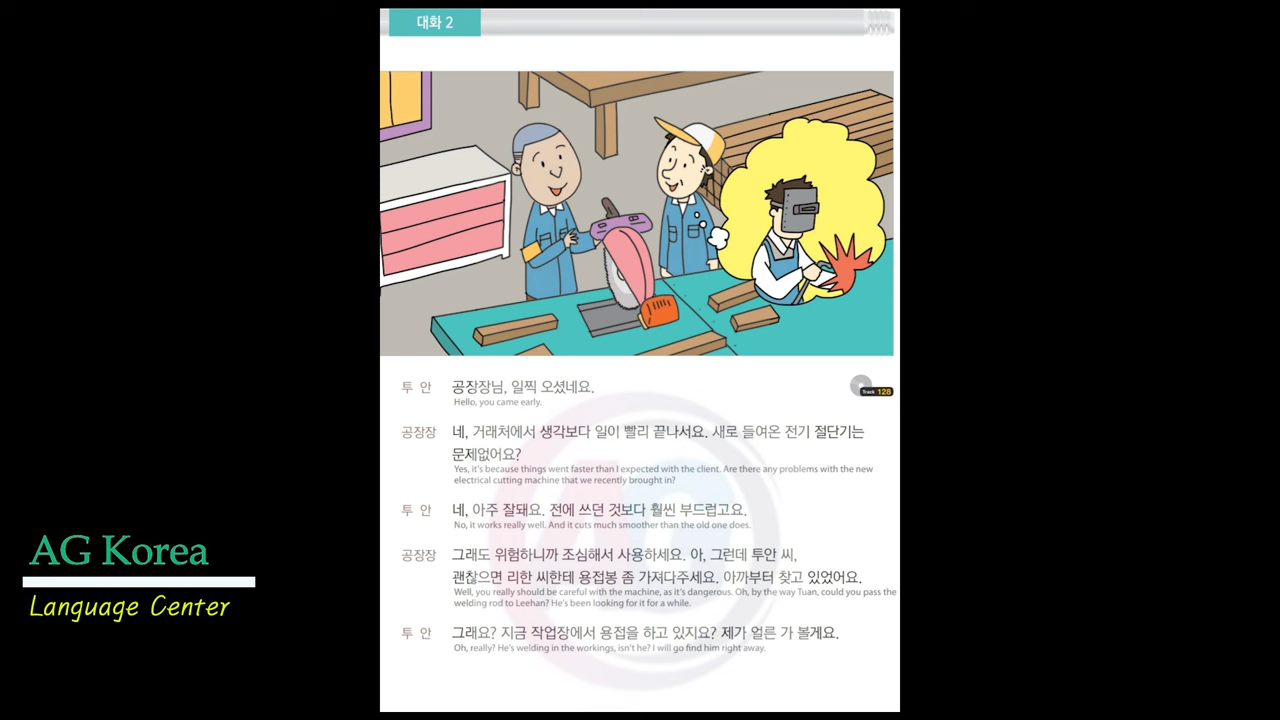 대화 2
투 안 공장장님, 일찍 오셨네요.
Hello, you came early.
Track 128
공장장 네, 거래처에서 생각보다 일이 빨리 끝나서요. 새로 들여온 전기 절단기는
문제없어요?
Yes, it's because things went faster than I expected with the client. Are there any problems with the new
electrical cutting machine that we recently brought in?
투 안 네, 아주 잘돼요. 전에 쓰던 것보다 훨씬 부드럽고요.
No, it works really well. And it cuts much smoother than the old one does.
공장장 그래도 위험하니까 조심해서 사용하세요. 아, 그런데 투안 씨,
괜찮으면 리한 씨한테 용접봉 좀 가져다주세요. 아까부터 찾고 있었어요.
Well, you really should be careful with the machine, as it's dangerous. Oh, by the way Tuan, could you pass the
welding rod to Leehan? He's been looking for it for a while.
투 안 그래요? 지금 작업장에서 용접을 하고 있지요? 제가 얼른 가 볼게요.
Oh, really? He's welding in the workings, isn't he? I will go find him right away.
AG Korea
Language Center